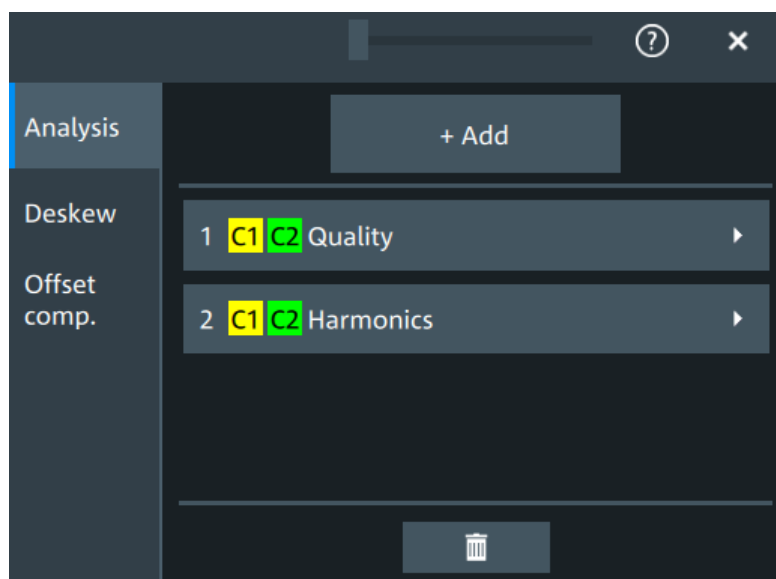 Analysis
+ Add
Deskew
1 C1 C2 Quality
Offset
comp.
2 C1 C2 Harmonics